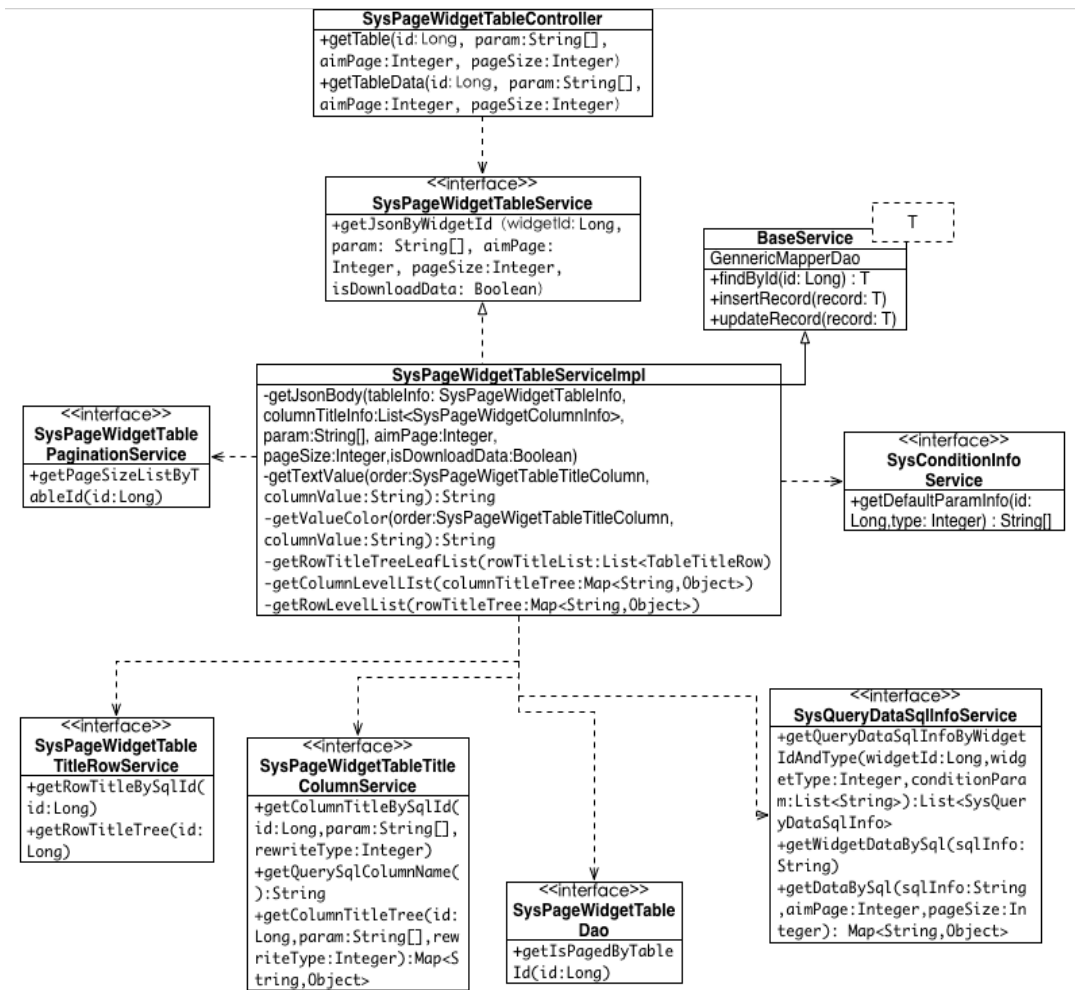 SysPageWidgetTableController
+getTable(id:Long, param:String[],
aimPage:Integer, pageSize:Integer)
+getTableData(id:Long, param:String[],
aimPage:Integer, pageSize:Integer)
<<interface>>
SysPageWidgetTableService
+getJsonByWidgetId (widgetId:Long,
param: String[], aimPage:
Integer, pageSize:Integer,
isDownloadData: Boolean)
T
BaseService
GennericMapperDao
+findById(id: Long) : T
+insertRecord(record: T)
+updateRecord(record: T)
SysPageWidgetTableServiceImpl
-getJsonBody(tableInfo: SysPageWidgetTableInfo,
columnTitleInfo:List<SysPageWidgetColumnInfo>,
param:String[], aimPage:Integer,
pageSize:Integer,isDownloadData:Boolean)
-getTextValue(order:SysPageWigetTableTitleColumn,
columnValue:String):String
-getValueColor(order:SysPageWigetTableTitleColumn,
columnValue:String):String
-getRowTitleTreeLeafList(rowTitleList:List<TableTitleRow)
-getColumnLevelLIst(columnTitleTree:Map<String,Object>)
-getRowLevelList(rowTitleTree:Map<String,Object>)
<<interface>>
SysPageWidgetTable
PaginationService
+getPageSizeListByT
ableId(id:Long)
<<interface>>
SysConditionInfo
Service
+getDefaultParamInfo(id:
Long,type: Integer) : String[]
<<interface>>
SysPageWidgetTable
TitleRowService
+getRowTitleBySqlId(
id:Long)
+getRowTitleTree(id:
Long)
<<interface>>
SysPageWidgetTableTitle
ColumnService
+getColumnTitleBySqlId(
id:Long,param:String[],
rewriteType:Integer)
+getQuerySqlColumnName(
):String
+getColumnTitleTree(id:
Long,param:String[],rew
riteType:Integer):Map<S
tring,Object>
<<interface>>
SysPageWidgetTable
Dao
+getIsPagedByTable
Id(id:Long)
<<interface>>
SysQueryDataSqlInfoService
+getQueryDataSqlInfoByWidget
IdAndType(widgetId:Long,wid
getType:Integer,conditionPara
m:List<String>):List<SysQuer
yDataSqlInfo>
+getWidgetDataBySql(sqlInfo:
String)
+getDataBySql(sqlInfo:String
,aimPage:Integer,pageSize:In
teger): Map<String,Object>